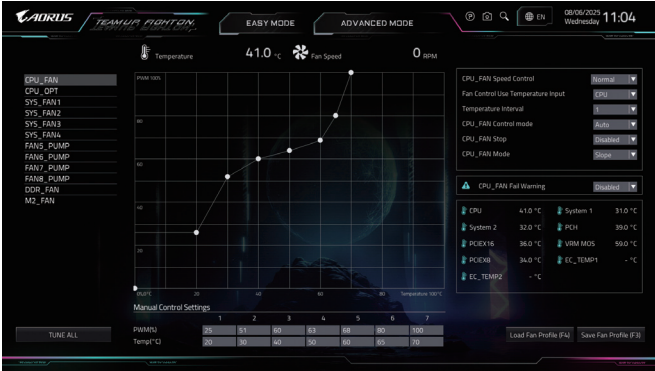 AORUS
TEAM UP. FIGHT ON.
EASY MODE
ADVANCED MODE
EN
08/06/2025
Wednesday
11:04
Temperature
41.0 °C
Fan Speed
0 RPM
CPU_FAN
CPU_OPT
SYS_FAN1
SYS_FAN2
SYS_FAN3
SYS_FAN4
FAN5_PUMP
FAN6_PUMP
FAN7_PUMP
FAN8_PUMP
DDR_FAN
M2_FAN
TUNE ALL
PWM 100%
80
60
40
20
0%,0°C
20
40
60
80
Temperature 100°C
Manual Control Settings
1 2 3 4 5 6 7
PWM(%) 25 51 60 63 68 80 100
Temp(°C) 20 30 40 50 60 65 70
CPU_FAN Speed Control Normal
Fan Control Use Temperature Input CPU
Temperature Interval 1
CPU_FAN Control mode Auto
CPU_FAN Stop Disabled
CPU_FAN Mode Slope
CPU_FAN Fail Warning Disabled
CPU 41.0 °C System 1 31.0 °C
System 2 32.0 °C PCH 39.0 °C
PCIEX16 36.0 °C VRM MOS 59.0 °C
PCIEX8 34.0 °C EC_TEMP1 - °C
EC_TEMP2 - °C
Load Fan Profile (F4)
Save Fan Profile (F3)